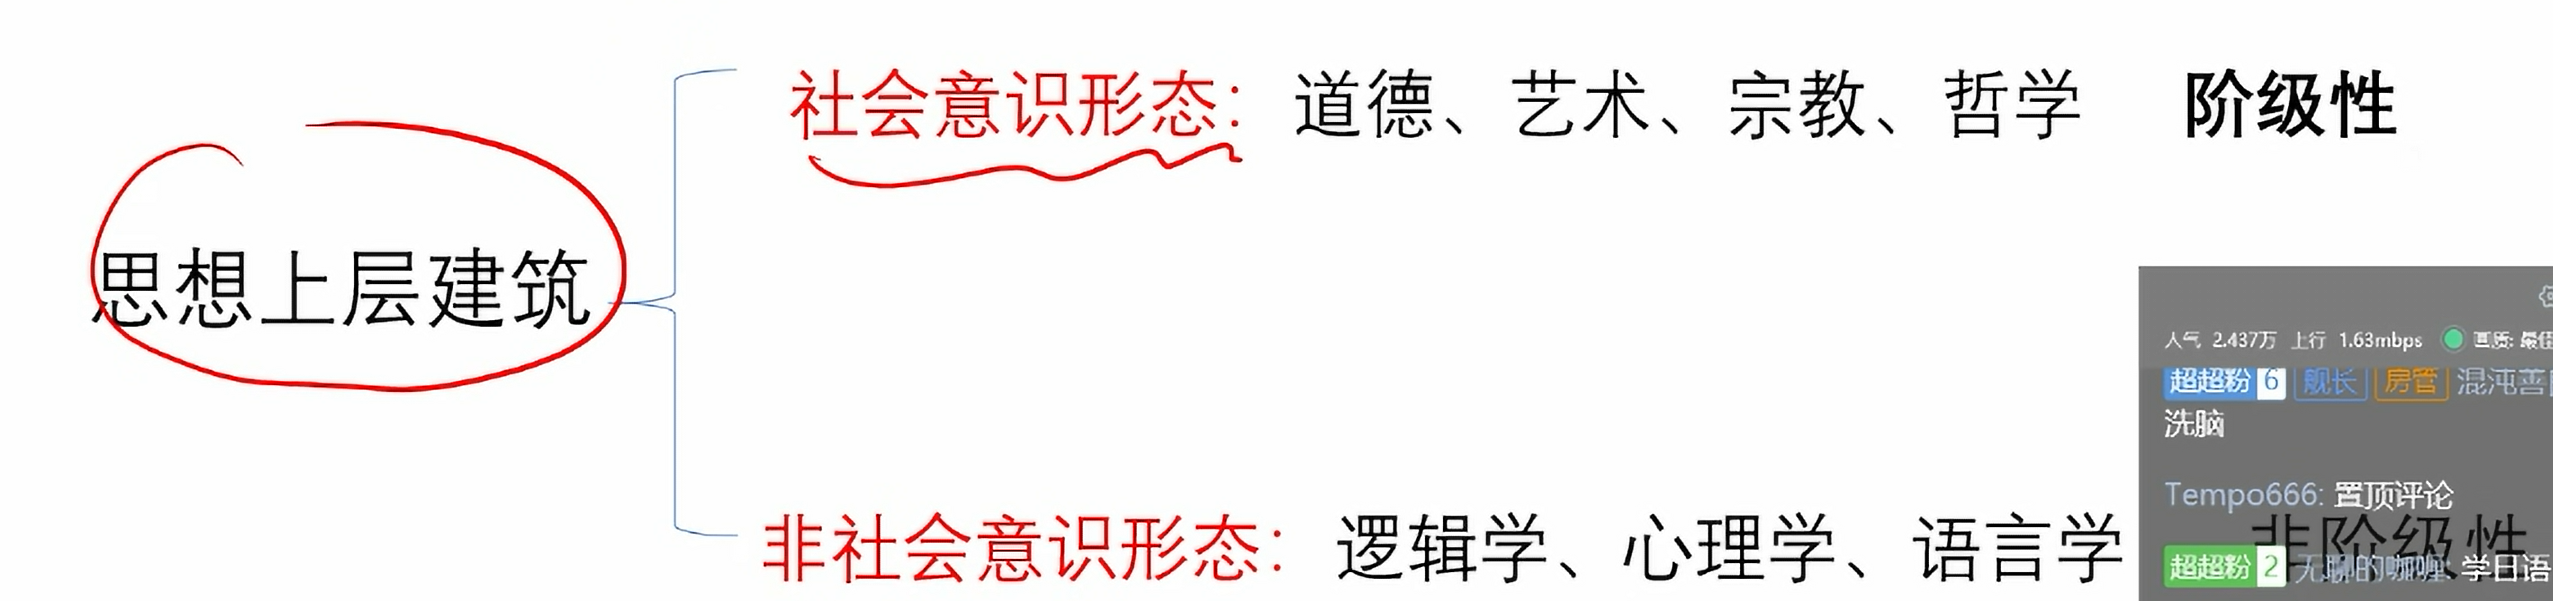 社会意识形态： 道德、艺术、宗教、哲学 阶级性
思想上层建筑
人气 2.437万 上行 1.63mbps 画质: 最佳
超超粉 6 舰长 房管 混沌善
洗脑
Tempo666: 置顶评论
非社会意识形态： 逻辑学、心理学、语言学 非阶级性
超超粉 2 无聊的咖喱: 学日语